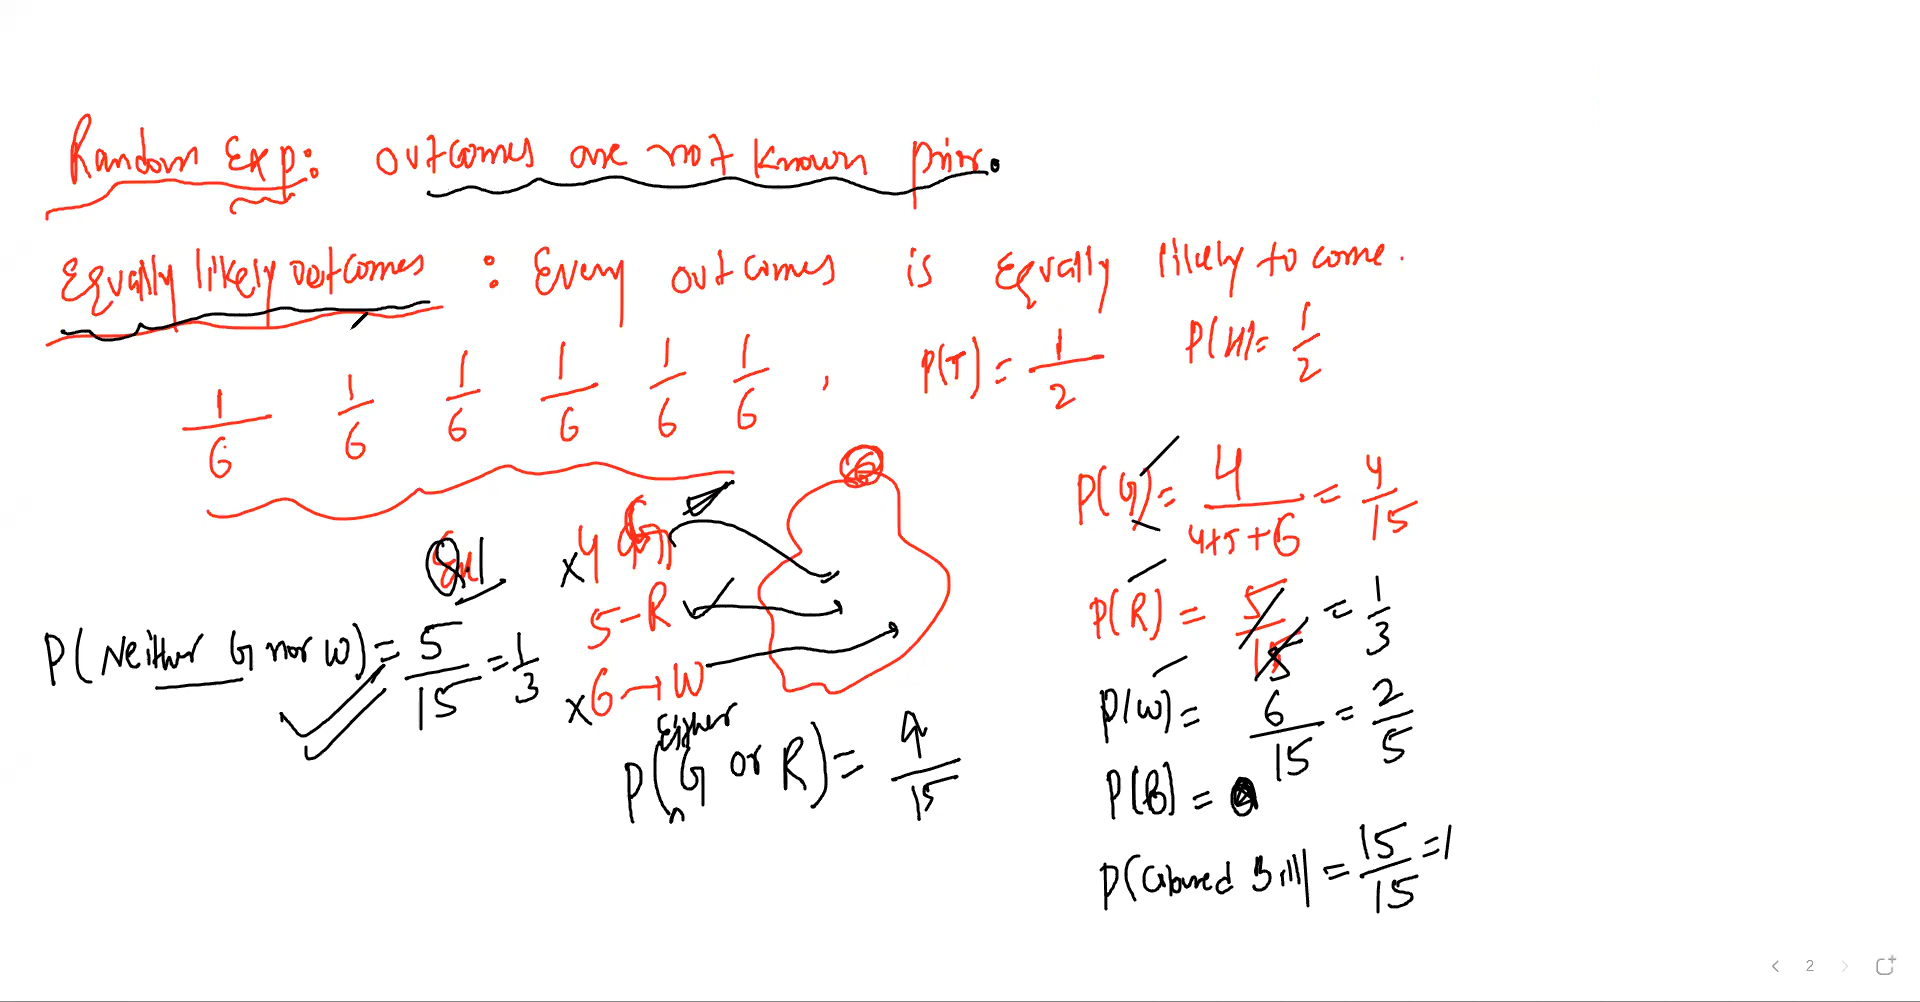 Random Exp: outcomes are not known prior.
Equally likely outcomes : Every outcomes is Equally likely to come.
1/6 1/6 1/6 1/6 1/6 1/6 , P(T) = 1/2 P(H) = 1/2
G
P(G) = 4/(4+5+6) = 4/15
x4 G
5-R
x6 → W
P(R) = 5/15 = 1/3
P(Neither G nor W) = 5/15 = 1/3
P(W) = 6/15 = 2/5
Either
P(G or R) = 9/15
P(B) = 0
P(Coloured Ball) = 15/15 = 1
2